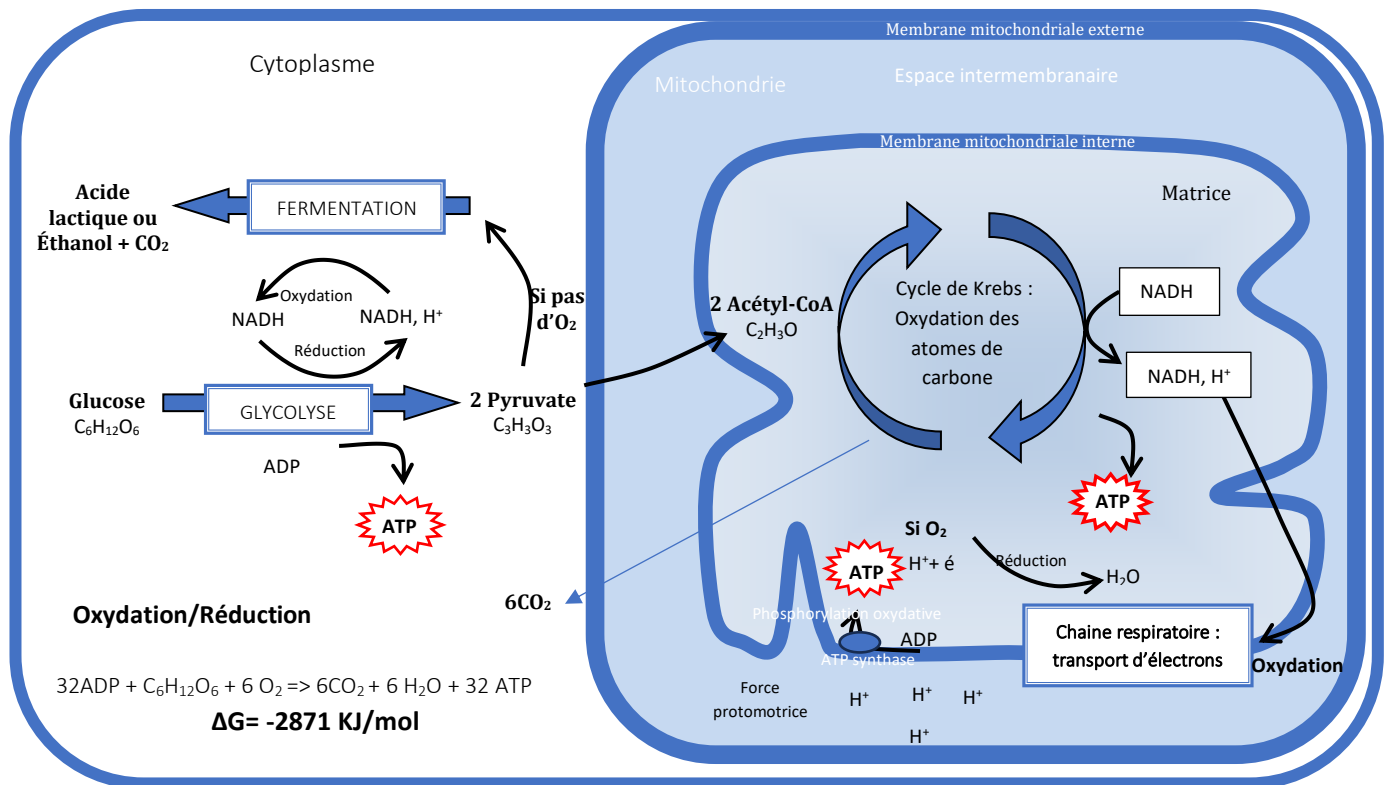 Membrane mitochondriale externe
Cytoplasme
Mitochondrie
Espace intermembranaire
Membrane mitochondriale interne
Matrice
Acide
lactique ou
Éthanol + CO₂
FERMENTATION
Oxydation
NADH
NADH, H⁺
Réduction
Si pas
d'O₂
Glucose
C₆H₁₂O₆
GLYCOLYSE
2 Pyruvate
C₃H₃O₃
ADP
ATP
2 Acétyl-CoA
C₂H₃O
Cycle de Krebs :
Oxydation des
atomes de
carbone
NADH
NADH, H⁺
ATP
Si O₂
H⁺+ é
Réduction
H₂O
ATP
Phosphorylation oxydative
ADP
ATP synthase
Chaine respiratoire :
transport d'électrons
Oxydation
Force
protomotrice
H⁺
H⁺
H⁺
H⁺
6CO₂
Oxydation/Réduction
32ADP + C₆H₁₂O₆ + 6 O₂ => 6CO₂ + 6 H₂O + 32 ATP
ΔG= -2871 KJ/mol